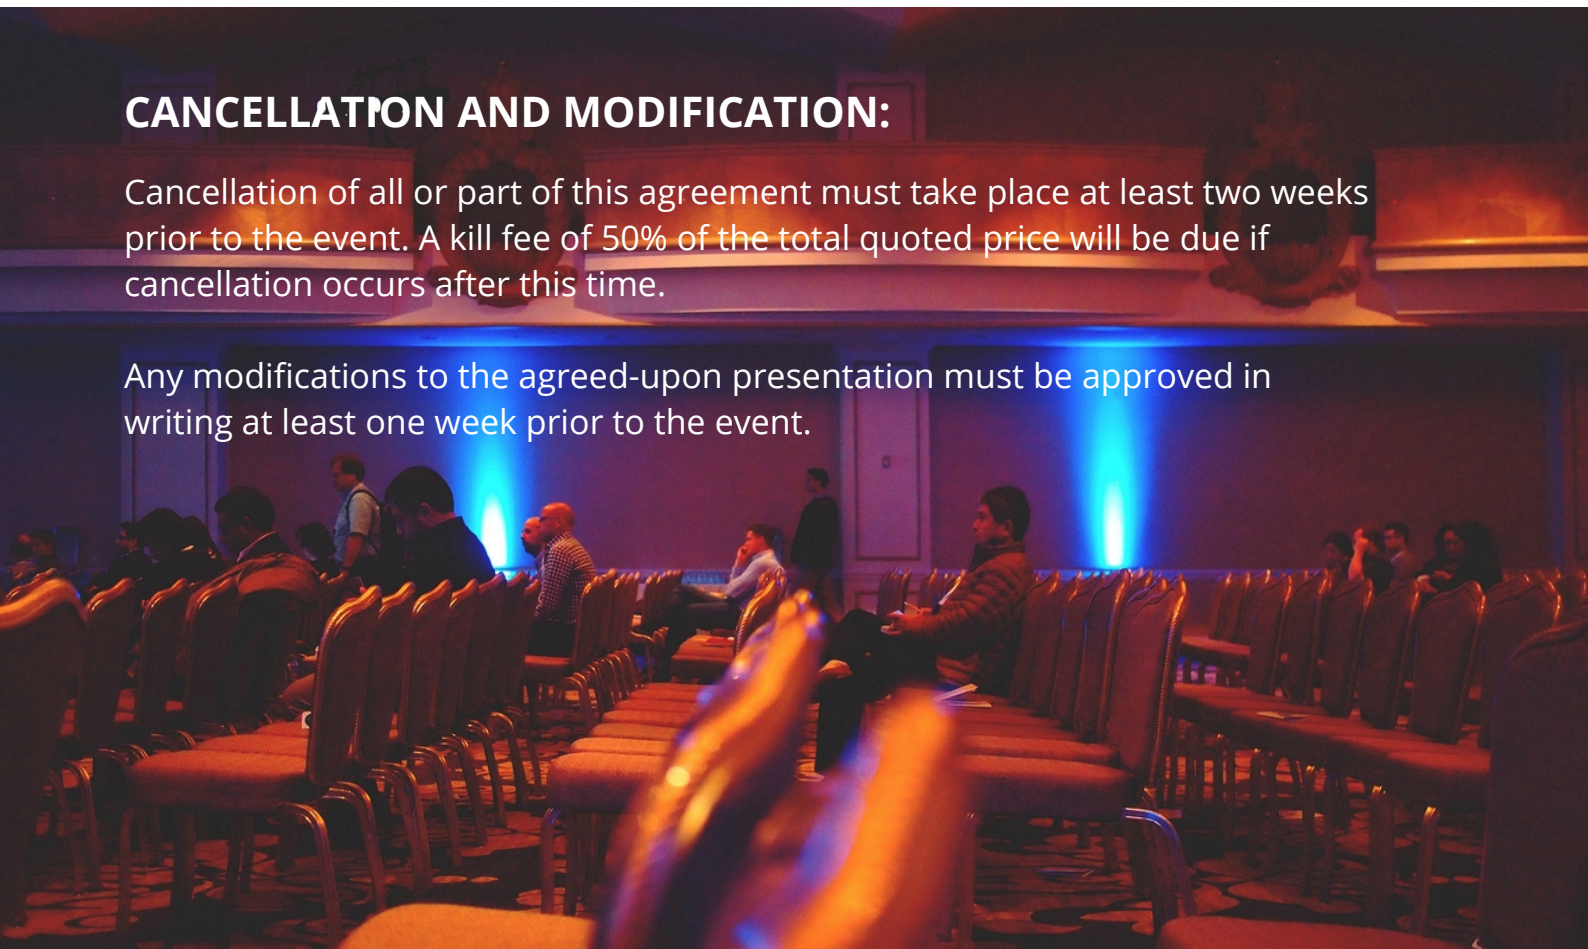 CANCELLATION AND MODIFICATION:
Cancellation of all or part of this agreement must take place at least two weeks
prior to the event. A kill fee of 50% of the total quoted price will be due if
cancellation occurs after this time.
Any modifications to the agreed-upon presentation must be approved in
writing at least one week prior to the event.